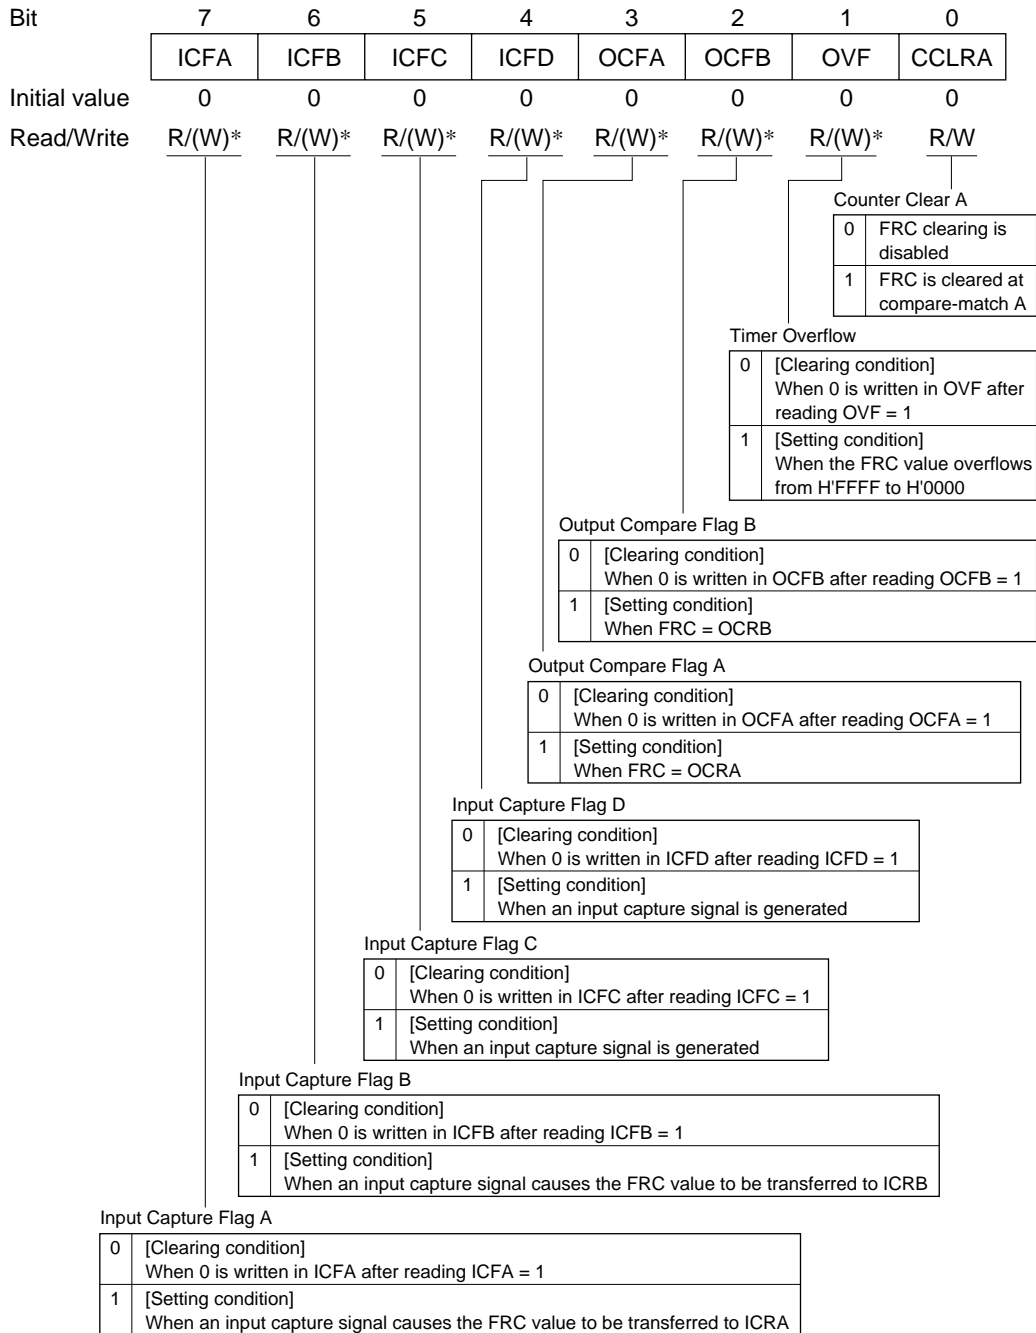 Bit 7 6 5 4 3 2 1 0
ICFA ICFB ICFC ICFD OCFA OCFB OVF CCLRA
Initial value 0 0 0 0 0 0 0 0
Read/Write R/(W)* R/(W)* R/(W)* R/(W)* R/(W)* R/(W)* R/(W)* R/W
Counter Clear A
0 FRC clearing is
disabled
1 FRC is cleared at
compare-match A
Timer Overflow
0 [Clearing condition]
When 0 is written in OVF after
reading OVF = 1
1 [Setting condition]
When the FRC value overflows
from H'FFFF to H'0000
Output Compare Flag B
0 [Clearing condition]
When 0 is written in OCFB after reading OCFB = 1
1 [Setting condition]
When FRC = OCRB
Output Compare Flag A
0 [Clearing condition]
When 0 is written in OCFA after reading OCFA = 1
1 [Setting condition]
When FRC = OCRA
Input Capture Flag D
0 [Clearing condition]
When 0 is written in ICFD after reading ICFD = 1
1 [Setting condition]
When an input capture signal is generated
Input Capture Flag C
0 [Clearing condition]
When 0 is written in ICFC after reading ICFC = 1
1 [Setting condition]
When an input capture signal is generated
Input Capture Flag B
0 [Clearing condition]
When 0 is written in ICFB after reading ICFB = 1
1 [Setting condition]
When an input capture signal causes the FRC value to be transferred to ICRB
Input Capture Flag A
0 [Clearing condition]
When 0 is written in ICFA after reading ICFA = 1
1 [Setting condition]
When an input capture signal causes the FRC value to be transferred to ICRA